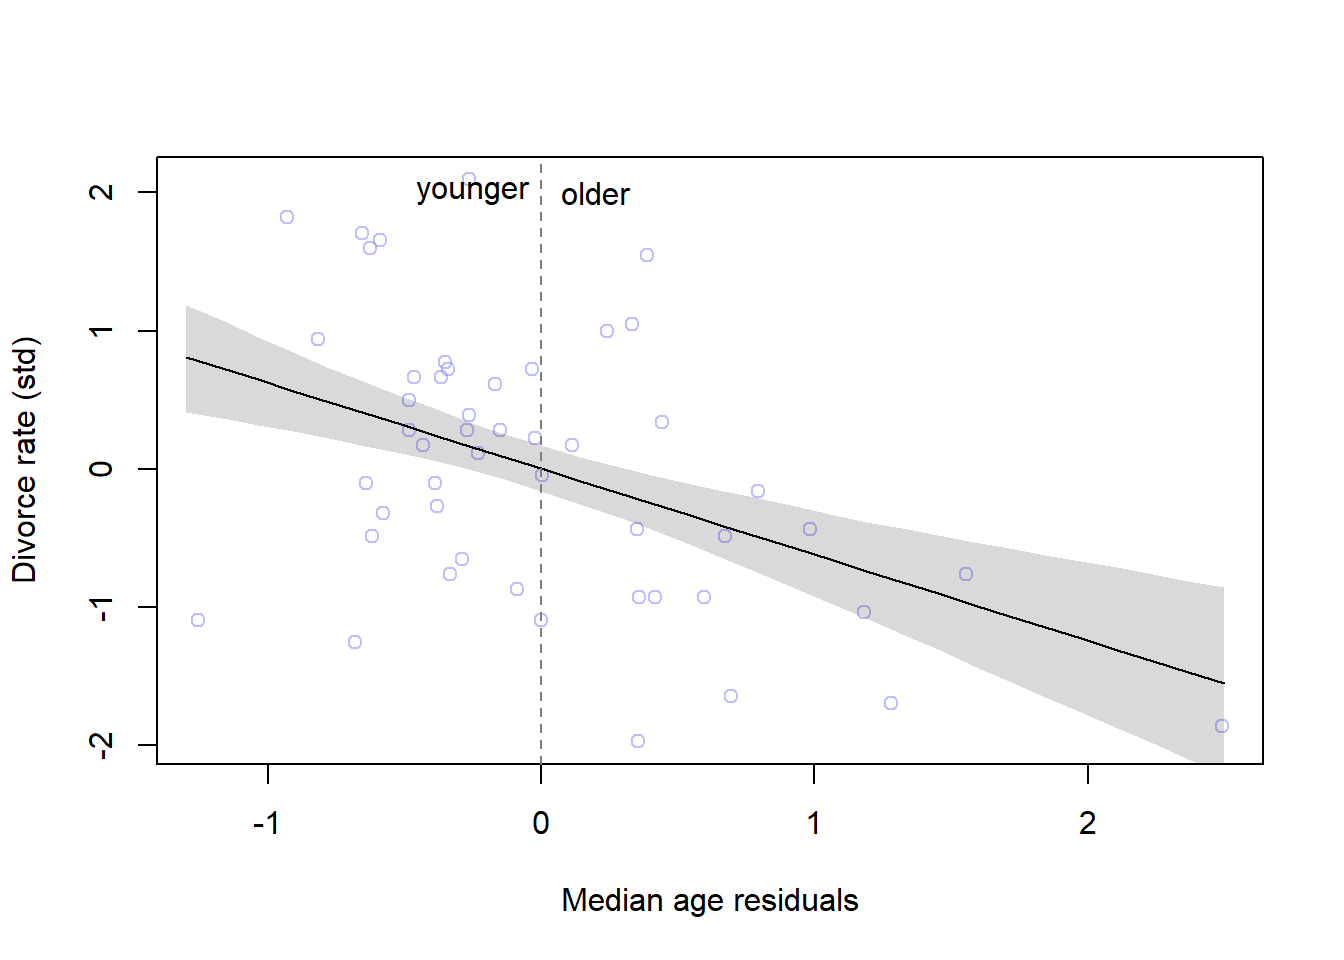 younger
older
2
1
0
-1
-2
Divorce rate (std)
-1
0
1
2
Median age residuals